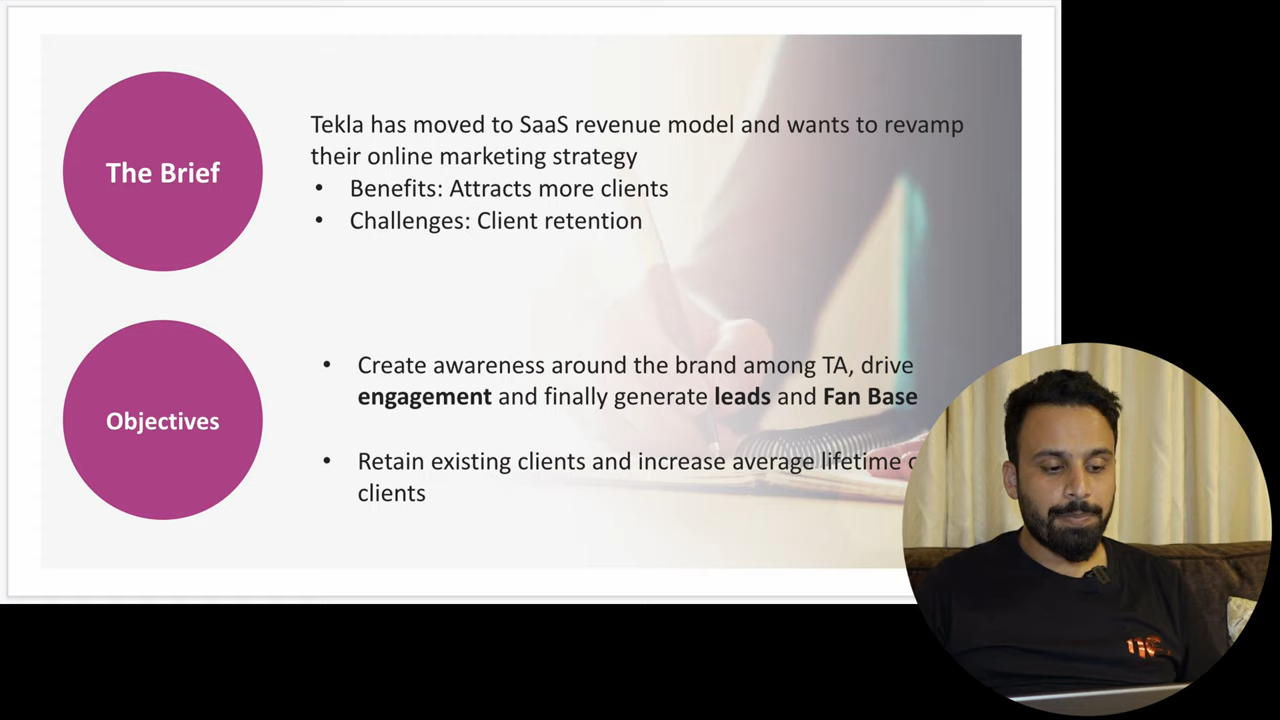 The Brief
Tekla has moved to SaaS revenue model and wants to revamp
their online marketing strategy
• Benefits: Attracts more clients
• Challenges: Client retention
Objectives
• Create awareness around the brand among TA, drive
engagement and finally generate leads and Fan Base
• Retain existing clients and increase average lifetime
clients